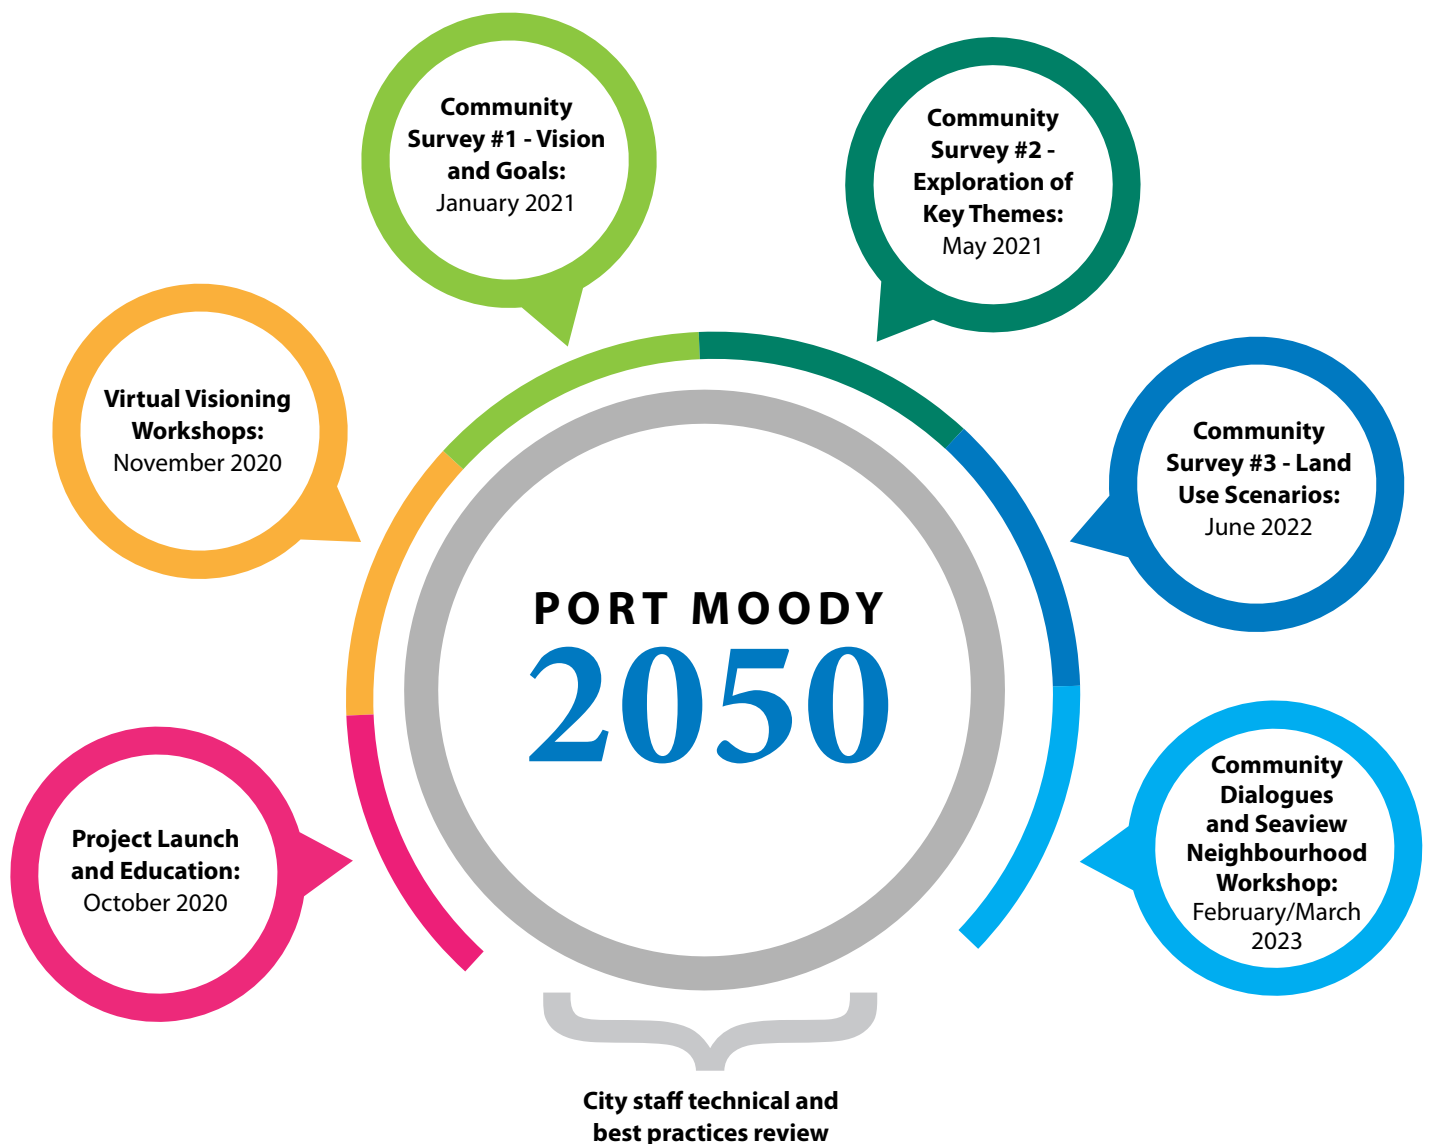 Community
Survey #1 - Vision
and Goals:
January 2021
Community
Survey #2 -
Exploration of
Key Themes:
May 2021
Virtual Visioning
Workshops:
November 2020
Community
Survey #3 - Land
Use Scenarios:
June 2022
PORT MOODY
2050
Project Launch
and Education:
October 2020
Community
Dialogues
and Seaview
Neighbourhood
Workshop:
February/March
2023
City staff technical and
best practices review